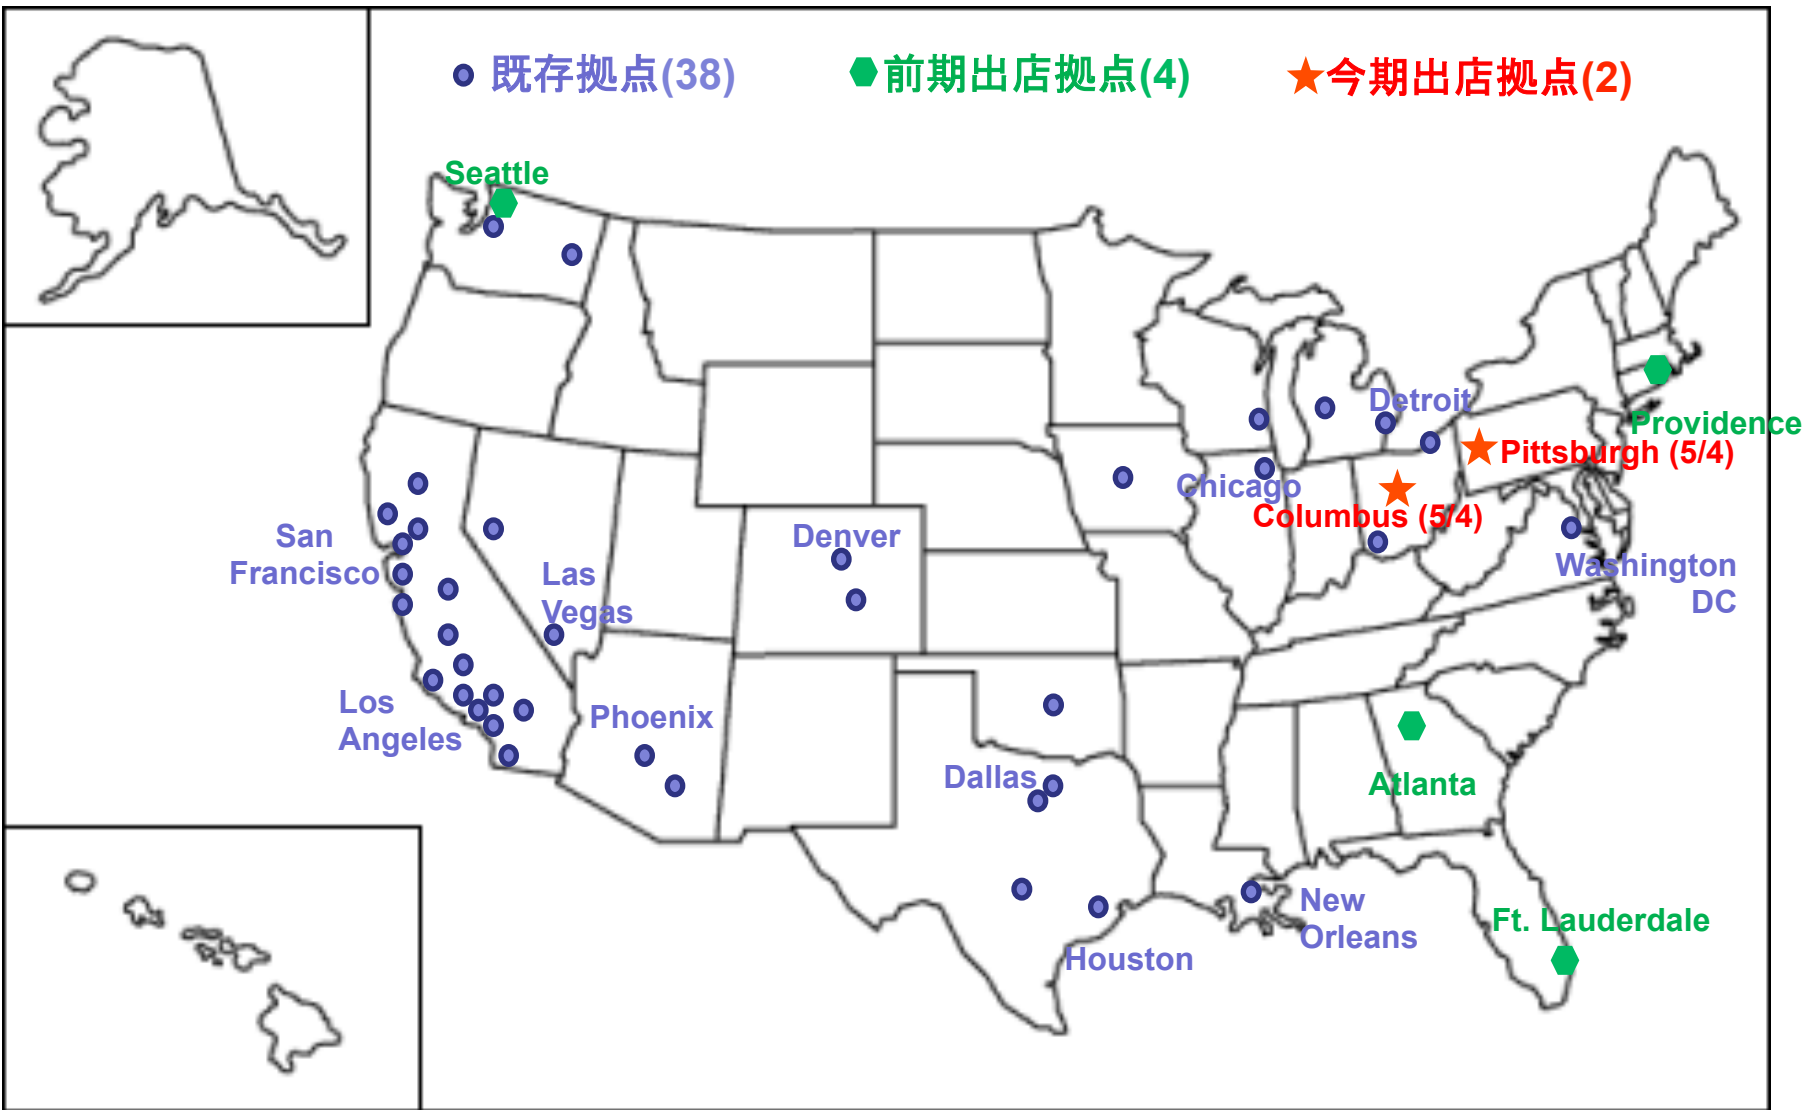 既存拠点(38)
前期出店拠点(4)
今期出店拠点(2)
Seattle
Detroit
Providence
Pittsburgh (5/4)
Chicago
Columbus (5/4)
San
Francisco
Denver
Las
Vegas
Washington
DC
Los
Angeles
Phoenix
Dallas
Atlanta
New
Orleans
Ft. Lauderdale
Houston